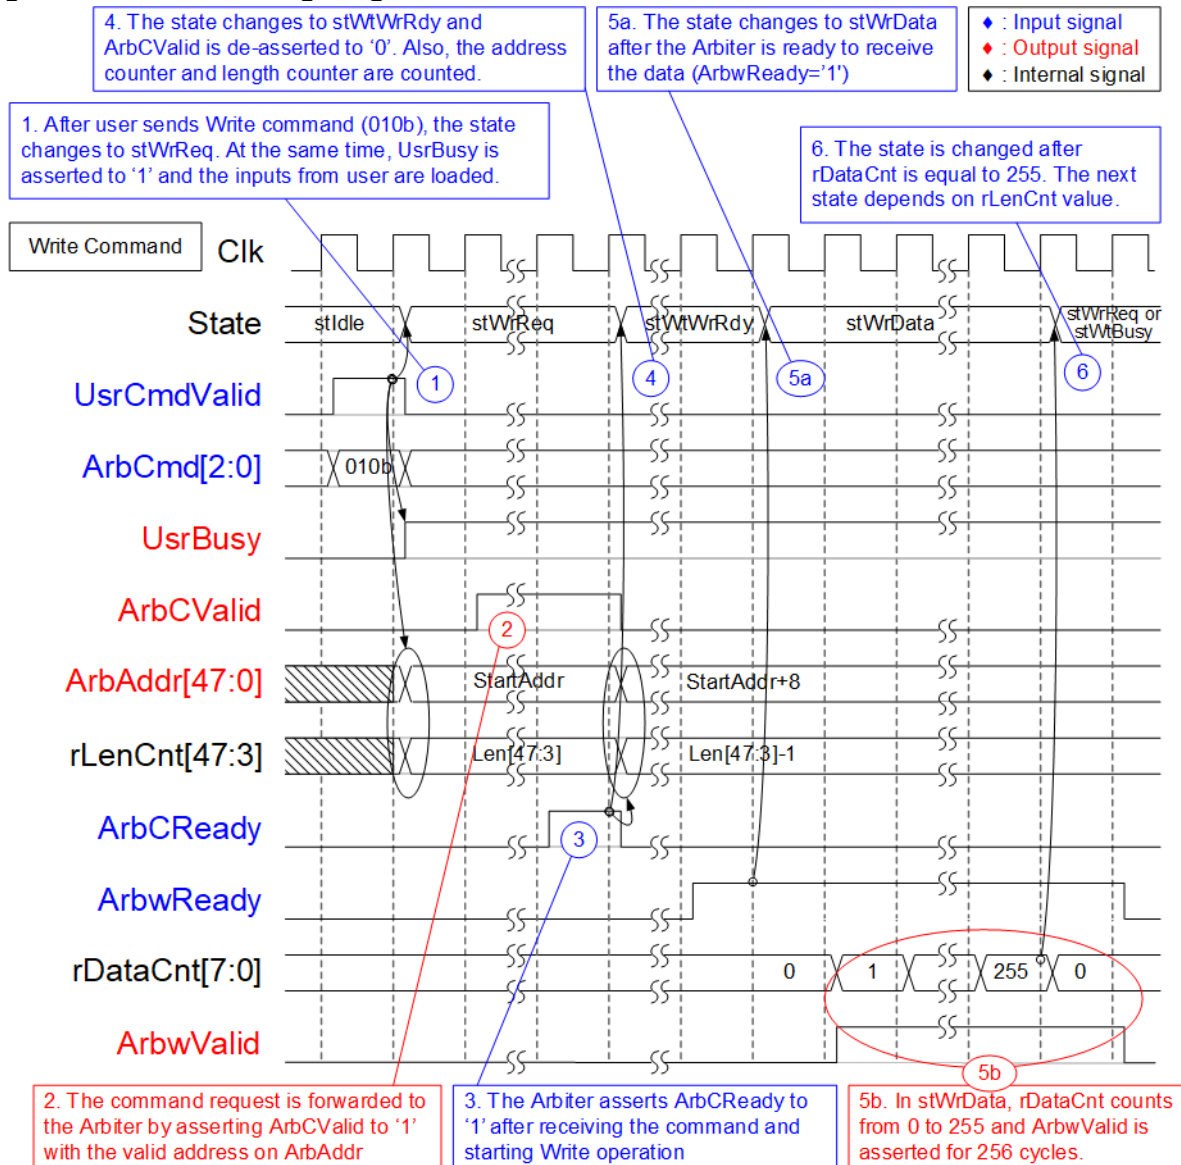 4. The state changes to stWtWrRdy and
ArbCValid is de-asserted to ‘0’. Also, the address
counter and length counter are counted.
5a. The state changes to stWrData
after the Arbiter is ready to receive
the data (ArbwReady=’1’)
♦ : Input signal
♦ : Output signal
♦ : Internal signal
1. After user sends Write command (010b), the state
changes to stWrReq. At the same time, UsrBusy is
asserted to ‘1’ and the inputs from user are loaded.
6. The state is changed after
rDataCnt is equal to 255. The next
state depends on rLenCnt value.
Write Command
Clk
State
stIdle
stWrReq
stWtWrRdy
stWrData
stWrReq or
stWtBusy
1
4
5a
6
UsrCmdValid
ArbCmd[2:0]
010b
UsrBusy
ArbCValid
2
ArbAddr[47:0]
StartAddr
StartAddr+8
rLenCnt[47:3]
Len[47:3]
Len[47:3]-1
ArbCReady
3
ArbwReady
rDataCnt[7:0]
0
1
255
0
ArbwValid
5b
2. The command request is forwarded to
the Arbiter by asserting ArbCValid to ‘1’
with the valid address on ArbAddr
3. The Arbiter asserts ArbCReady to
‘1’ after receiving the command and
starting Write operation
5b. In stWrData, rDataCnt counts
from 0 to 255 and ArbwValid is
asserted for 256 cycles.